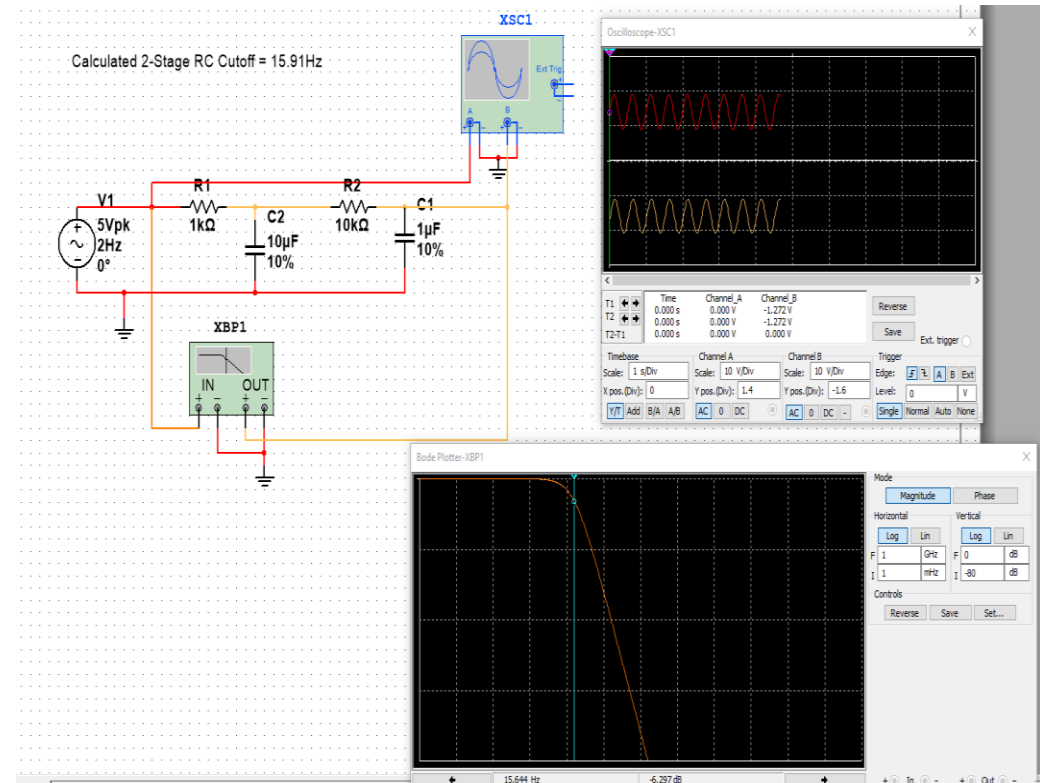 XSC1
Calculated 2-Stage RC Cutoff = 15.91Hz
Ext Trig
+
-
A
B
+ - + -
V1
5Vpk
2Hz
0°
R1
1kΩ
R2
10kΩ
C2
10µF
10%
C1
1µF
10%
XBP1
IN OUT
+ - + -
Oscilloscope-XSC1 X
Time Channel_A Channel_B
T1 0.000 s 0.000 V -1.272 V
T2 0.000 s 0.000 V -1.272 V
T2-T1 0.000 s 0.000 V 0.000 V
Reverse
Save
Ext. trigger
Timebase
Scale: 1 s/Div
X pos.(Div): 0
Y/T Add B/A A/B
Channel A
Scale: 10 V/Div
Y pos.(Div): 1.4
AC 0 DC
Channel B
Scale: 10 V/Div
Y pos.(Div): -1.6
AC 0 DC -
Trigger
Edge: A B Ext
Level: 0 V
Single Normal Auto None
Bode Plotter-XBP1 X
Mode
Magnitude Phase
Horizontal Vertical
Log Lin Log Lin
F 1 GHz F 0 dB
I 1 mHz I -80 dB
Controls
Reverse Save Set...
15.644 Hz -6.297 dB
+ In - + Out -